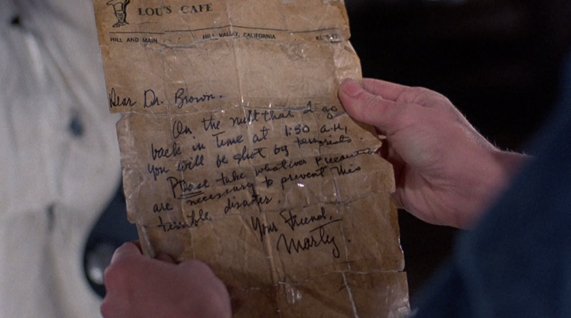 LOU'S CAFE
HILL AND MAIN HILL VALLEY, CALIFORNIA
Dear Dr. Brown,
On the night that I go
back in time at 1:30 a.m,
you will be shot by terrorists
Please take whatever precautions
are necessary to prevent this
terrible disaster.
Your Friend,
Marty.